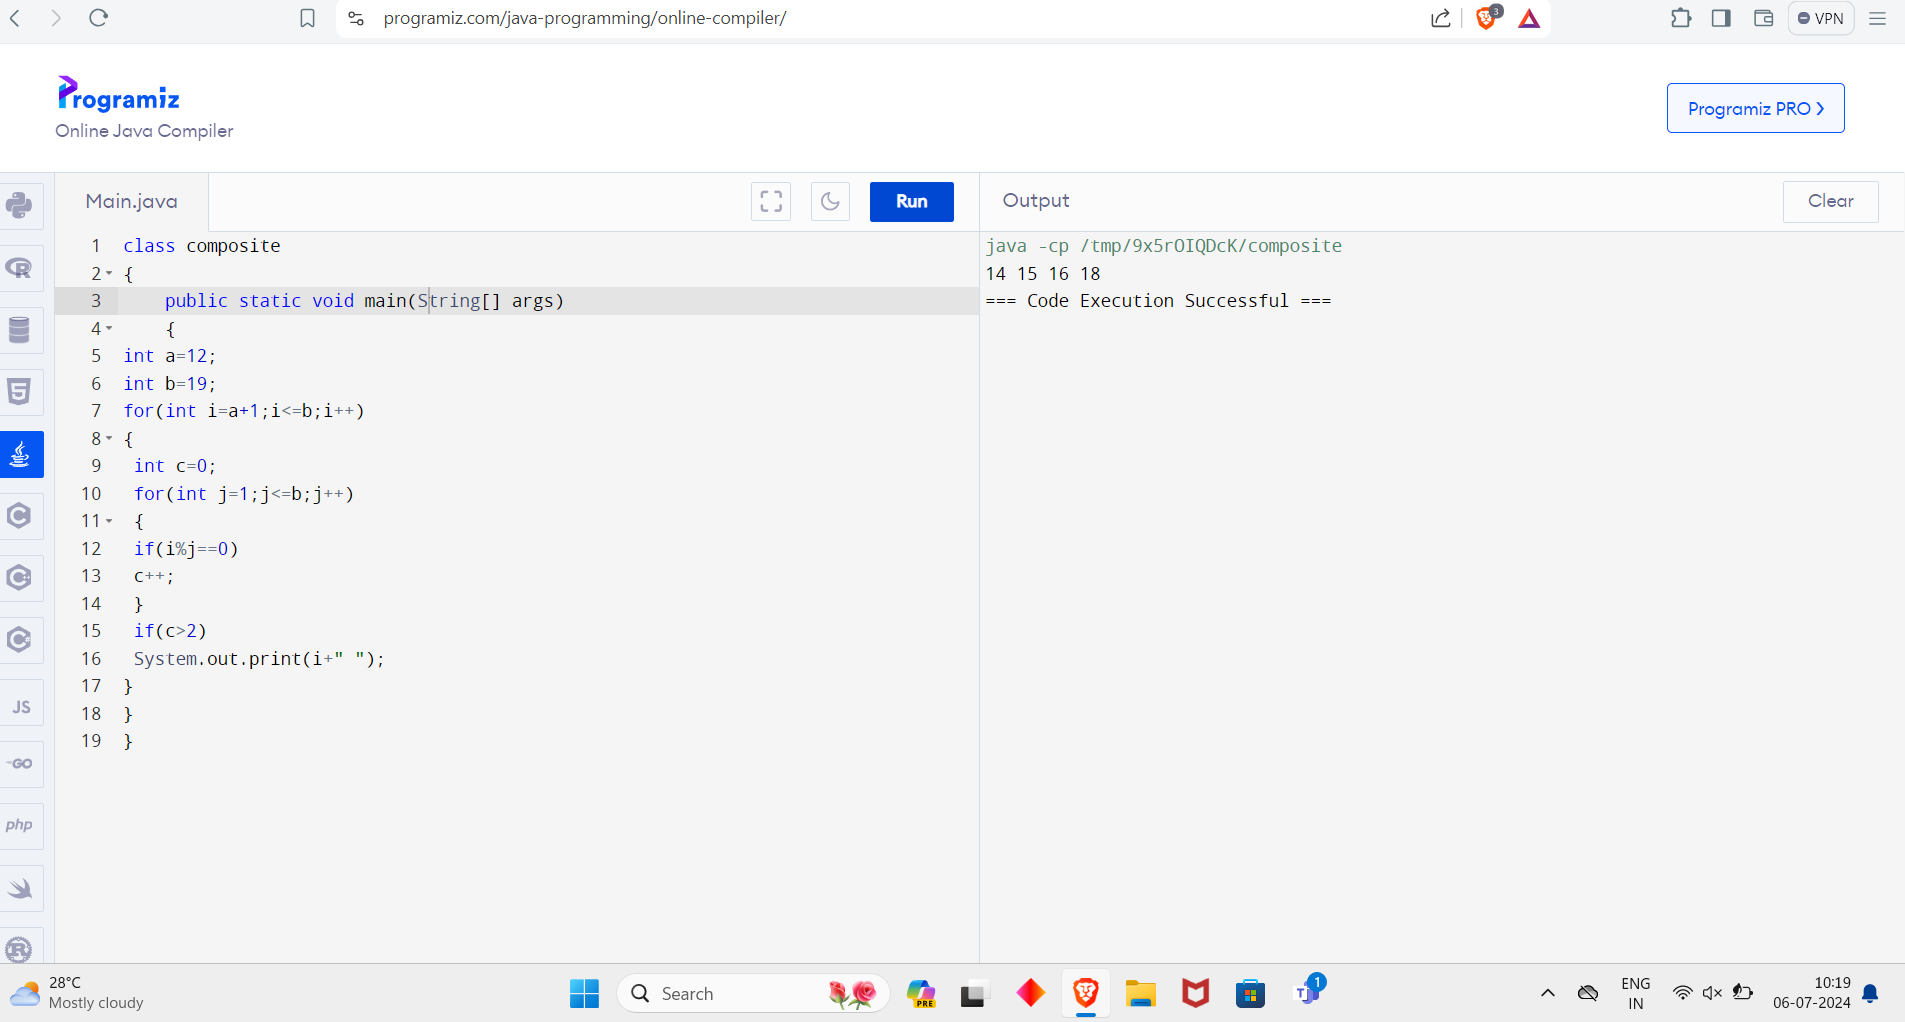 programiz.com/java-programming/online-compiler/
3
VPN
Programiz
Online Java Compiler
Programiz PRO
Main.java
Run
Output
Clear
1 class composite
2 {
3 public static void main(String[] args)
4 {
5 int a=12;
6 int b=19;
7 for(int i=a+1;i<=b;i++)
8 {
9 int c=0;
10 for(int j=1;j<=b;j++)
11 {
12 if(i%j==0)
13 c++;
14 }
15 if(c>2)
16 System.out.print(i+" ");
17 }
18 }
19 }
java -cp /tmp/9x5rOIQDcK/composite
14 15 16 18
=== Code Execution Successful ===
R
5
C
C
C
JS
GO
php
R
28°C
Mostly cloudy
Search
PRE
T
1
ENG
IN
10:19
06-07-2024